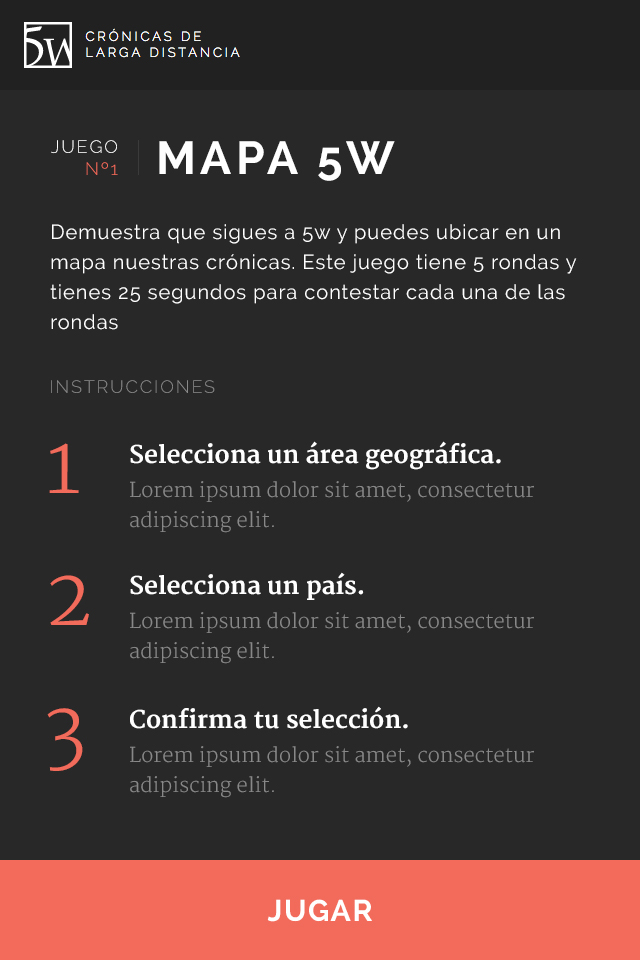 5W
CRÓNICAS DE
LARGA DISTANCIA
JUEGO
Nº1
MAPA 5W
Demuestra que sigues a 5w y puedes ubicar en un
mapa nuestras crónicas. Este juego tiene 5 rondas y
tienes 25 segundos para contestar cada una de las
rondas
INSTRUCCIONES
1
Selecciona un área geográfica.
Lorem ipsum dolor sit amet, consectetur
adipiscing elit.
2
Selecciona un país.
Lorem ipsum dolor sit amet, consectetur
adipiscing elit.
3
Confirma tu selección.
Lorem ipsum dolor sit amet, consectetur
adipiscing elit.
JUGAR